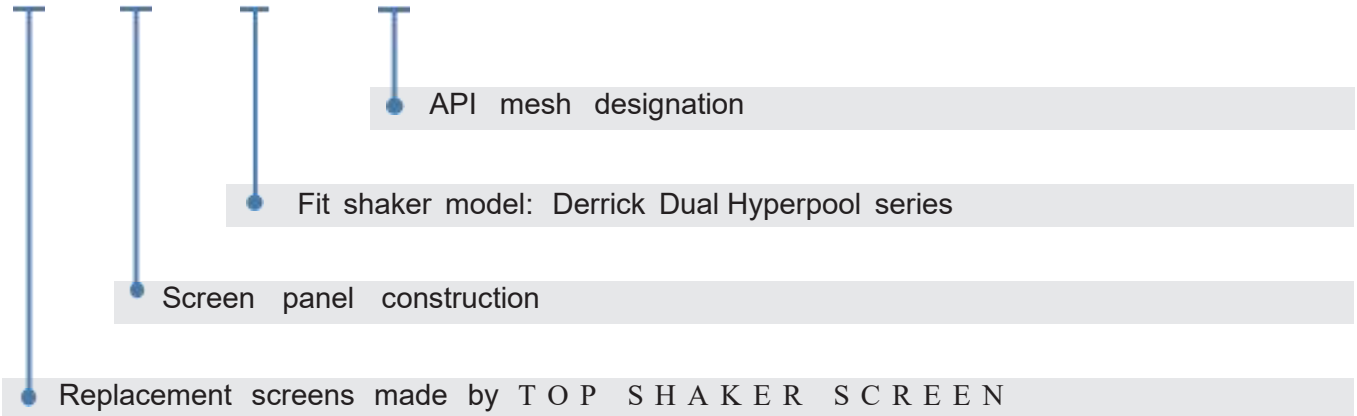 API mesh designation
Fit shaker model: Derrick Dual Hyperpool series
Screen panel construction
Replacement screens made by TOP SHAKER SCREEN